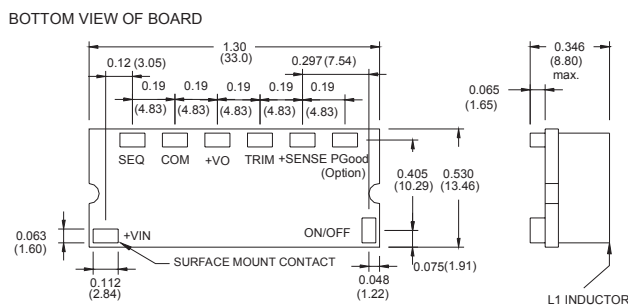 BOTTOM VIEW OF BOARD
1.30
(33.0)
0.346
(8.80)
max.
0.12 (3.05)
0.297 (7.54)
0.19
0.19
0.19
0.19
0.19
(4.83)
(4.83)
(4.83)
(4.83)
(4.83)
0.065
(1.65)
SEQ
COM
+VO
TRIM
+SENSE
PGood
(Option)
0.405
(10.29)
0.530
(13.46)
0.063
(1.60)
+VIN
ON/OFF
SURFACE MOUNT CONTACT
0.075(1.91)
0.112
(2.84)
0.048
(1.22)
L1 INDUCTOR